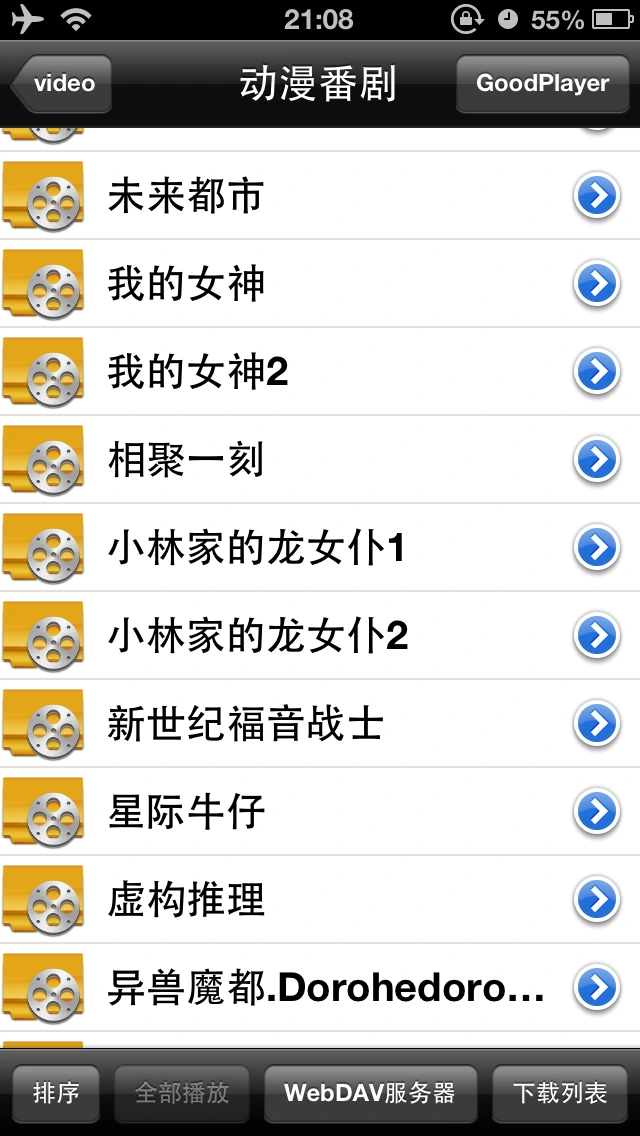 21:08
55%
video
动漫番剧
GoodPlayer
未来都市
我的女神
我的女神2
相聚一刻
小林家的龙女仆1
小林家的龙女仆2
新世纪福音战士
星际牛仔
虚构推理
异兽魔都.Dorohedoro...
排序
全部播放
WebDAV服务器
下载列表